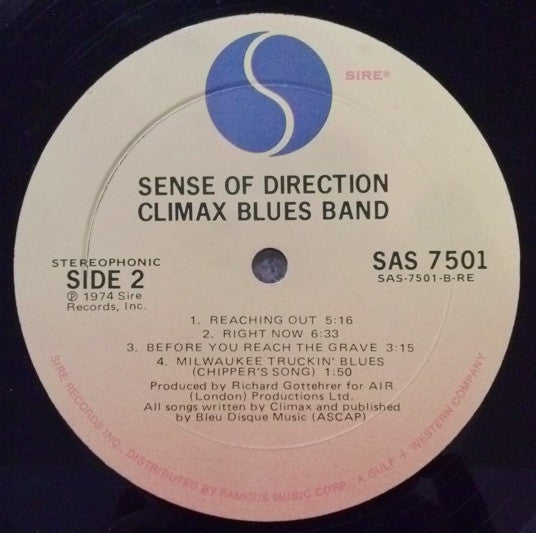 SIRE®
SENSE OF DIRECTION
CLIMAX BLUES BAND
STEREOPHONIC
SIDE 2
℗ 1974 Sire
Records, Inc.
SAS 7501
SAS-7501-B-RE
1. REACHING OUT 5:16
2. RIGHT NOW 6:33
3. BEFORE YOU REACH THE GRAVE 3:15
4. MILWAUKEE TRUCKIN' BLUES
(CHIPPER'S SONG) 1:50
Produced by Richard Gottehrer for AIR
(London) Productions Ltd.
All songs written by Climax and published
by Bleu Disque Music (ASCAP)
SIRE RECORDS INC., DISTRIBUTED BY FAMOUS MUSIC CORP., A GULF + WESTERN COMPANY